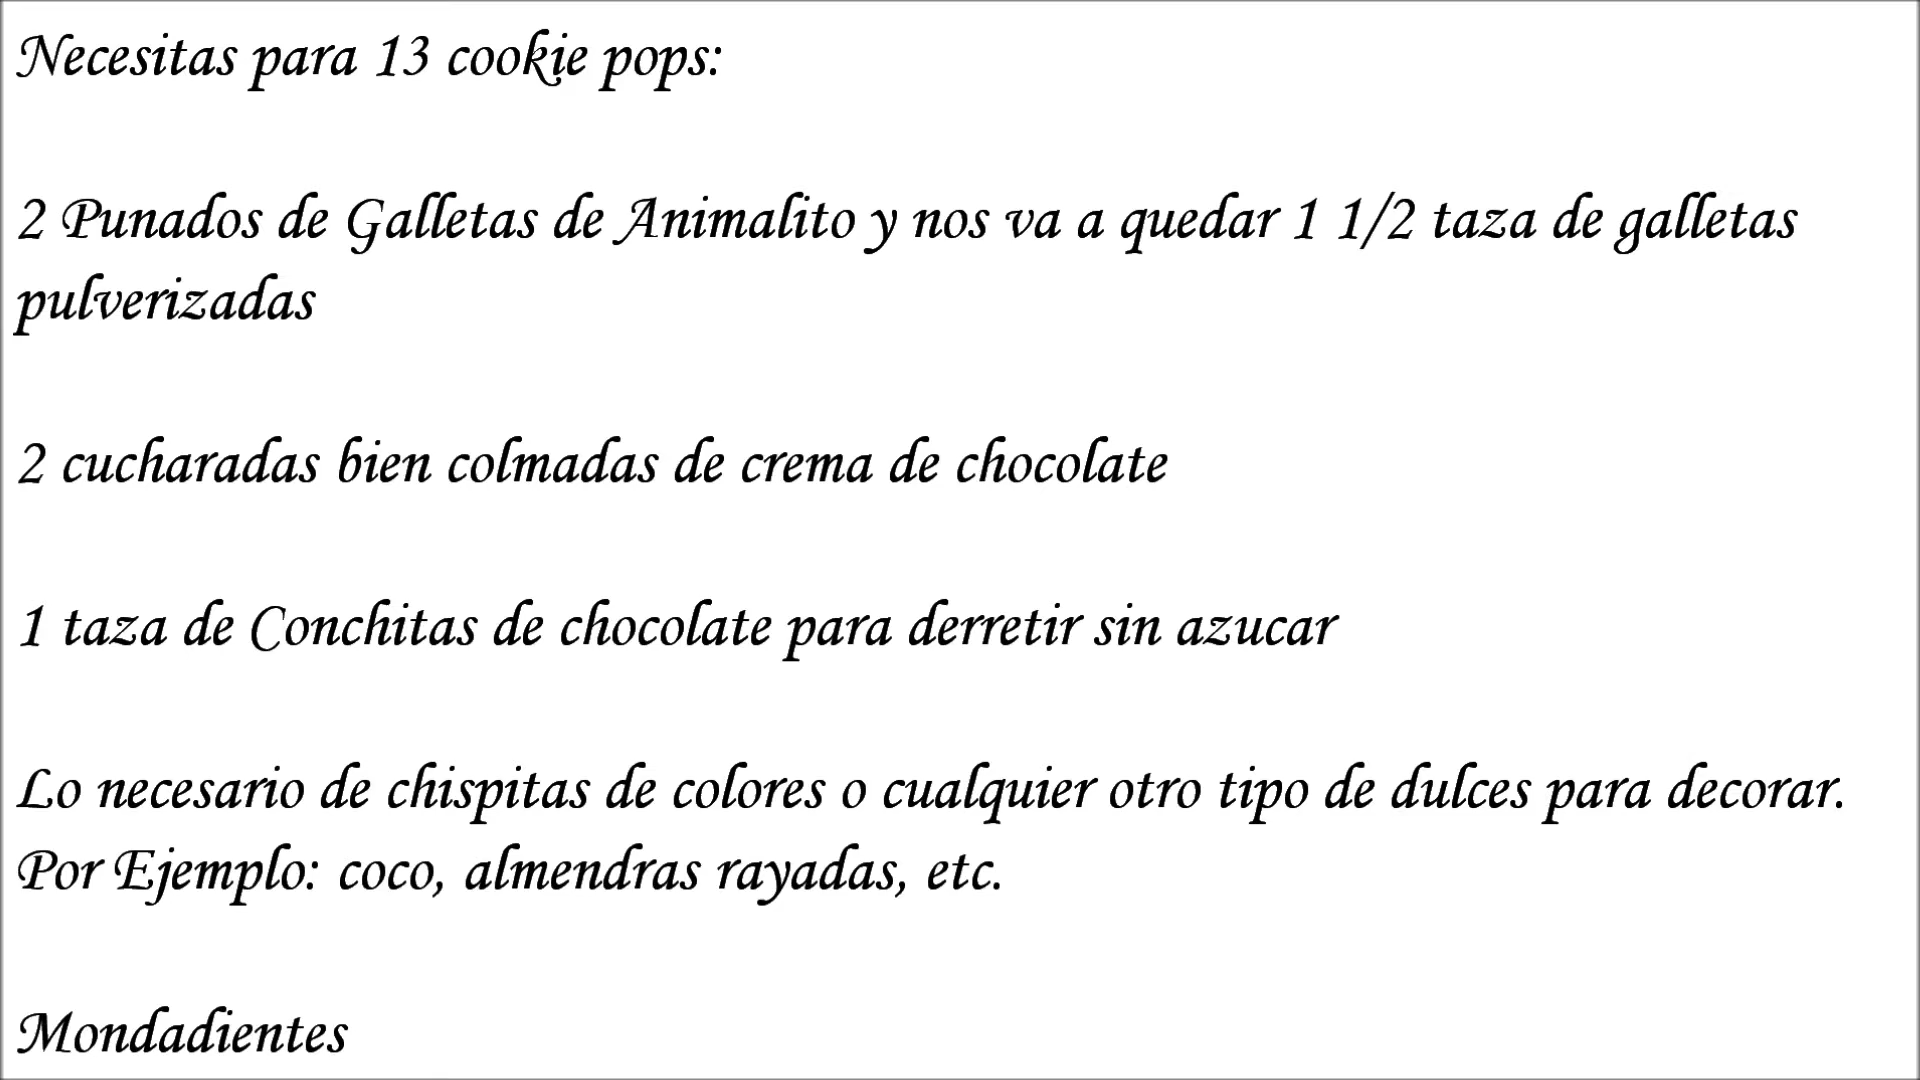 Necesitas para 13 cookie pops:
2 Punados de Galletas de Animalito y nos va a quedar 1 1/2 taza de galletas
pulverizadas
2 cucharadas bien colmadas de crema de chocolate
1 taza de Conchitas de chocolate para derretir sin azucar
Lo necesario de chispitas de colores o cualquier otro tipo de dulces para decorar.
Por Ejemplo: coco, almendras rayadas, etc.
Mondadientes